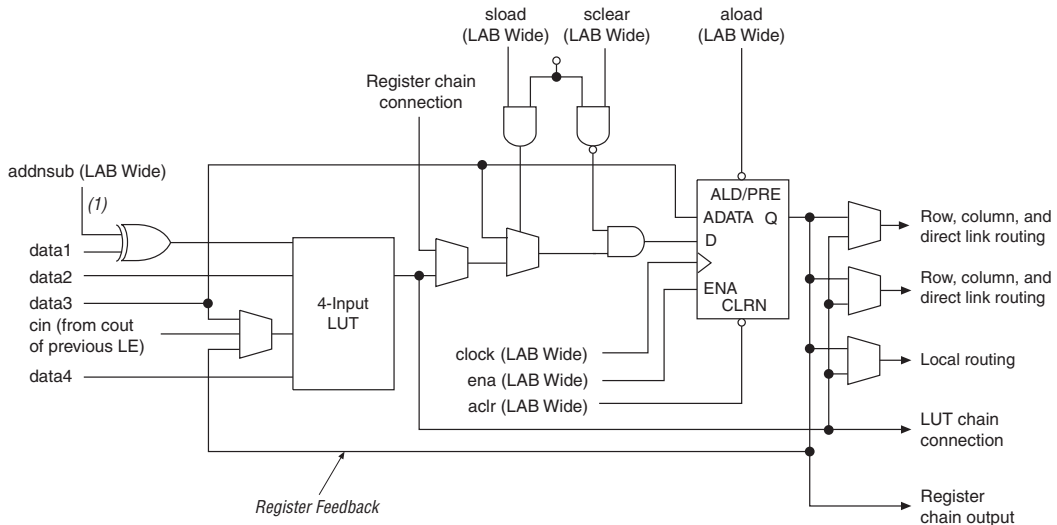 sload
(LAB Wide)
sclear
(LAB Wide)
aload
(LAB Wide)
Register chain
connection
addnsub (LAB Wide)
(1)
data1
data2
data3
cin (from cout
of previous LE)
data4
4-Input
LUT
ALD/PRE
ADATA
Q
D
ENA
CLRN
clock (LAB Wide)
ena (LAB Wide)
aclr (LAB Wide)
Row, column, and
direct link routing
Row, column, and
direct link routing
Local routing
LUT chain
connection
Register
chain output
Register Feedback